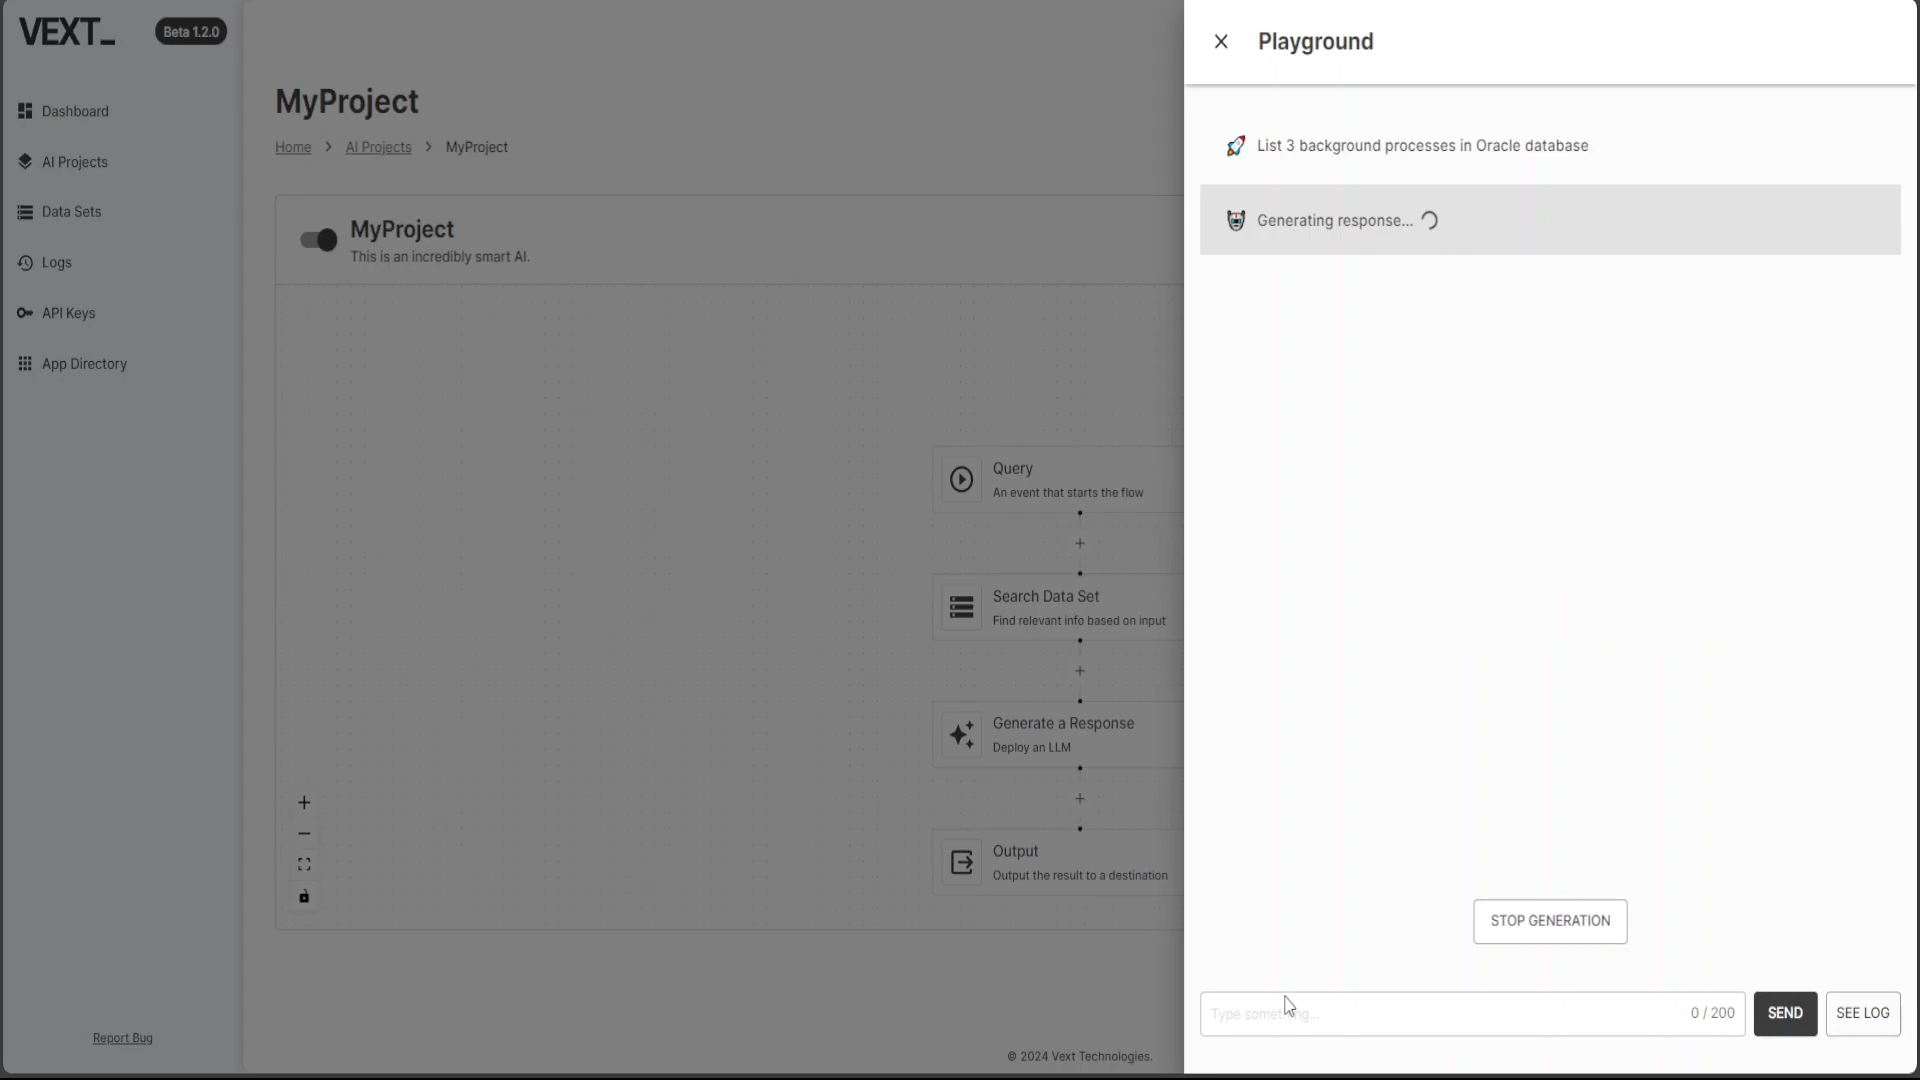 VEXT_
Beta 1.2.0
Dashboard
AI Projects
Data Sets
Logs
API Keys
App Directory
Report Bug
MyProject
Home > AI Projects > MyProject
MyProject
This is an incredibly smart AI.
Query
An event that starts the flow
Search Data Set
Find relevant info based on input
Generate a Response
Deploy an LLM
Output
Output the result to a destination
© 2024 Vext Technologies.
Playground
List 3 background processes in Oracle database
Generating response...
STOP GENERATION
Type something...
0 / 200
SEND
SEE LOG